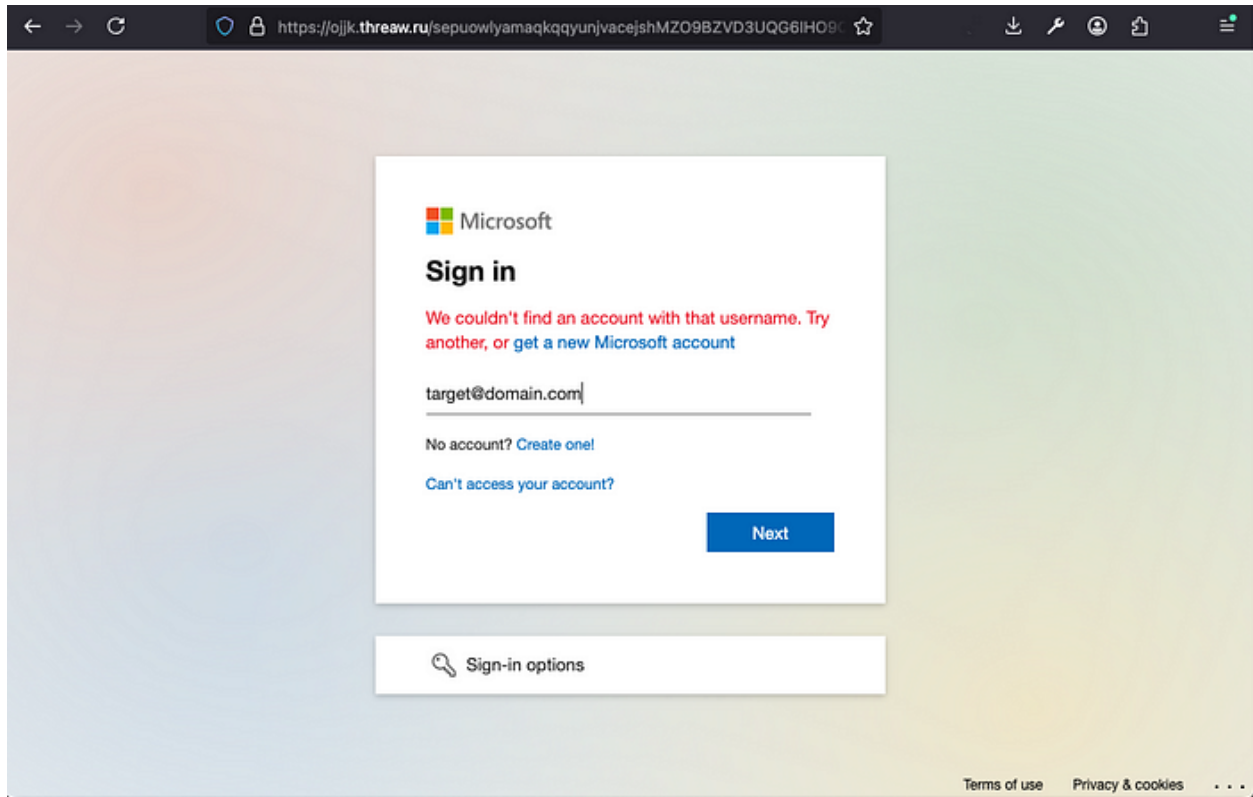 https://ojjk.threaw.ru/sepuowlyamaqkqqyunjvacejshMZO9BZVD3UQG6IHO9
Microsoft
Sign in
We couldn't find an account with that username. Try
another, or get a new Microsoft account
target@domain.com
No account? Create one!
Can't access your account?
Next
Sign-in options
Terms of use Privacy & cookies ...